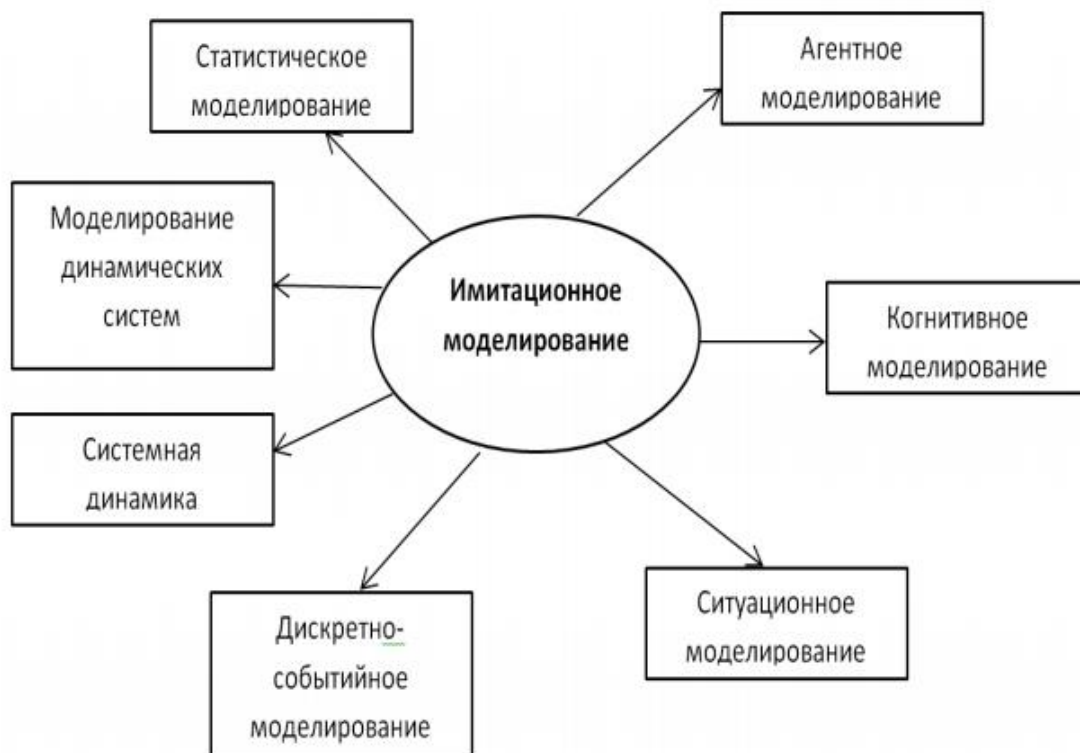 Статистическое
моделирование
Агентное
моделирование
Моделирование
динамических
систем
Имитационное
моделирование
Когнитивное
моделирование
Системная
динамика
Дискретно-
событийное
моделирование
Ситуационное
моделирование